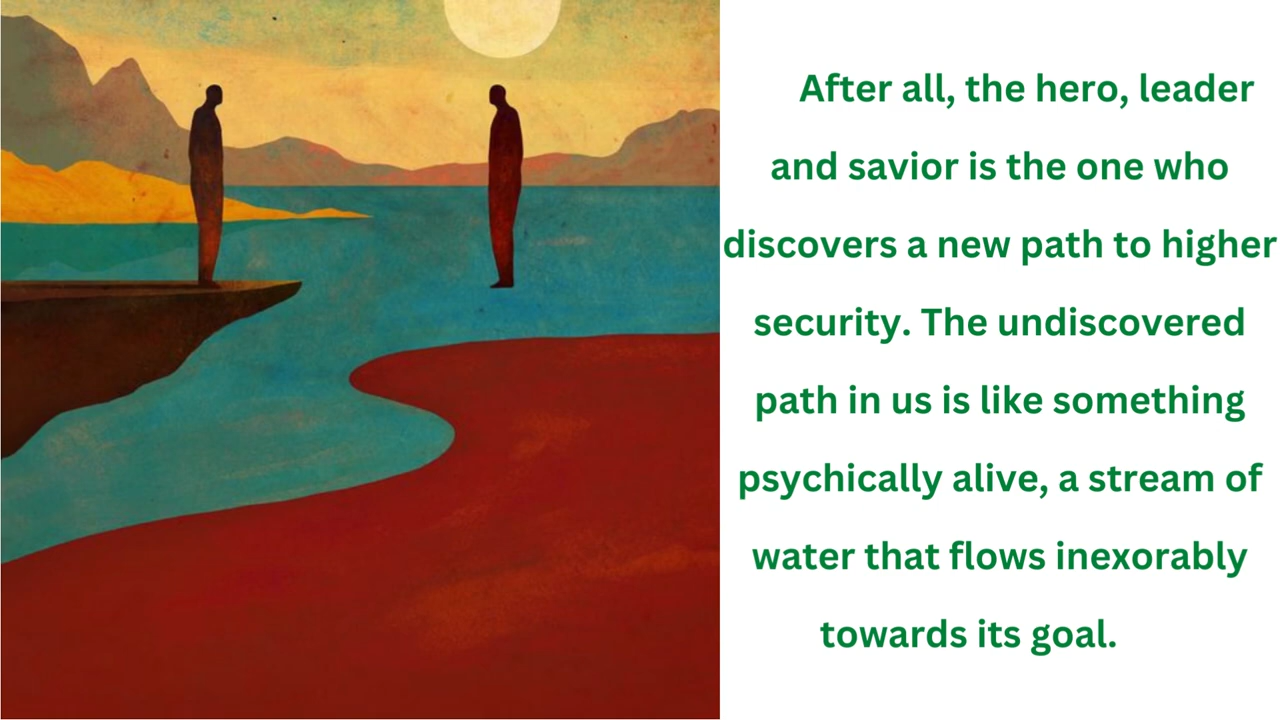 After all, the hero, leader
and savior is the one who
discovers a new path to higher
security. The undiscovered
path in us is like something
psychically alive, a stream of
water that flows inexorably
towards its goal.